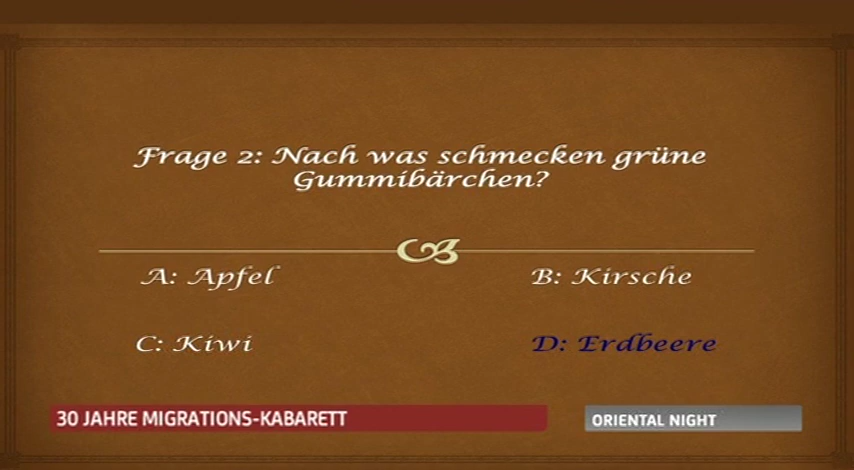 Frage 2: Nach was schmecken grüne
Gummibärchen?
A: Apfel
B: Kirsche
C: Kiwi
D: Erdbeere
30 JAHRE MIGRATIONS-KABARETT
ORIENTAL NIGHT